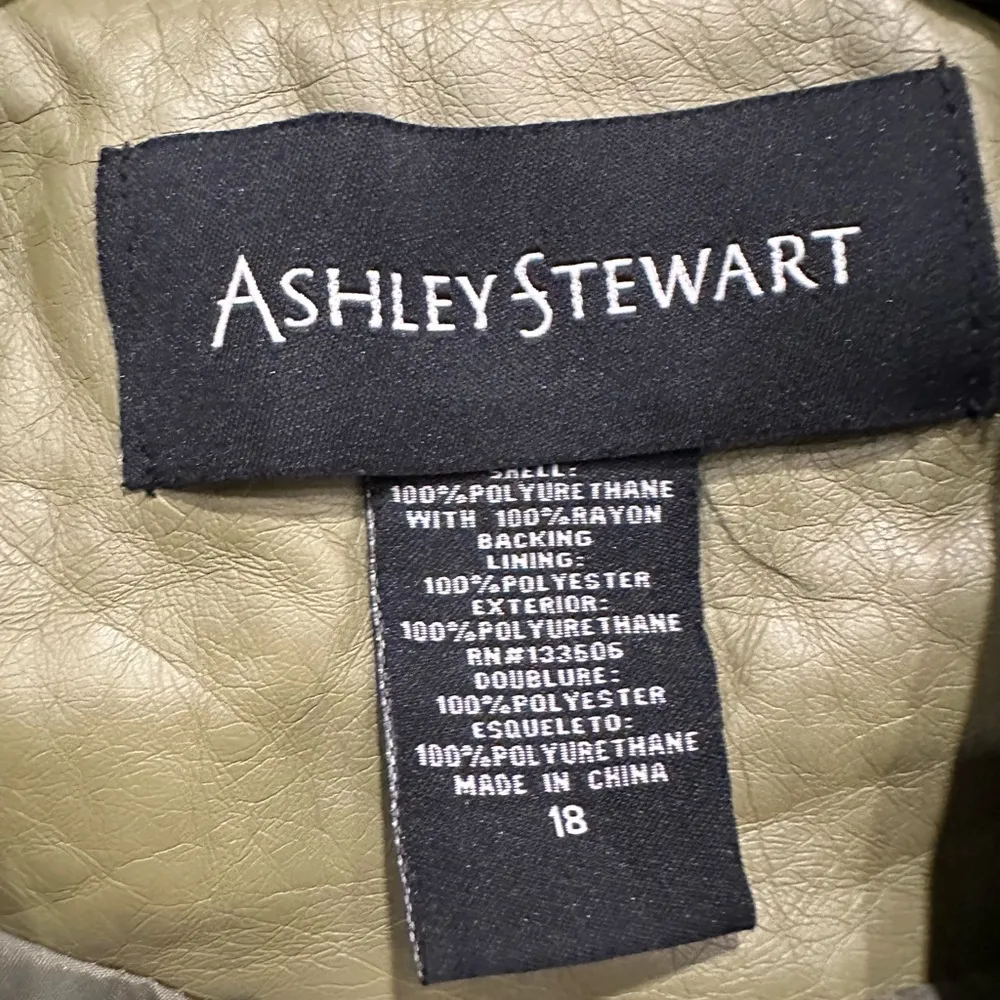 ASHLEY STEWART
SHELL:
100%POLYURETHANE
WITH 100%RAYON
BACKING
LINING:
100%POLYESTER
EXTERIOR:
100%POLYURETHANE
RN#133606
DOUBLURE:
100%POLYESTER
ESQUELETO:
100%POLYURETHANE
MADE IN CHINA
18